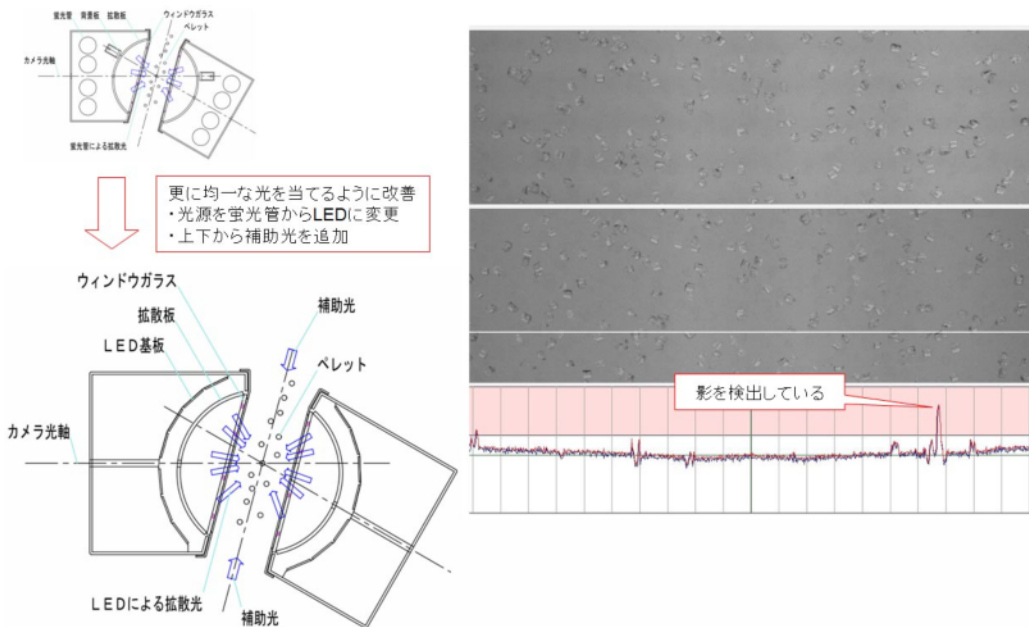 蛍光管
背景板
拡散板
ウィンドウガラス
ペレット
カメラ光軸
蛍光管による拡散光
更に均一な光を当てるように改善
・光源を蛍光管からLEDに変更
・上下から補助光を追加
ウィンドウガラス
拡散板
LED基板
補助光
ペレット
カメラ光軸
LEDによる拡散光
補助光
影を検出している